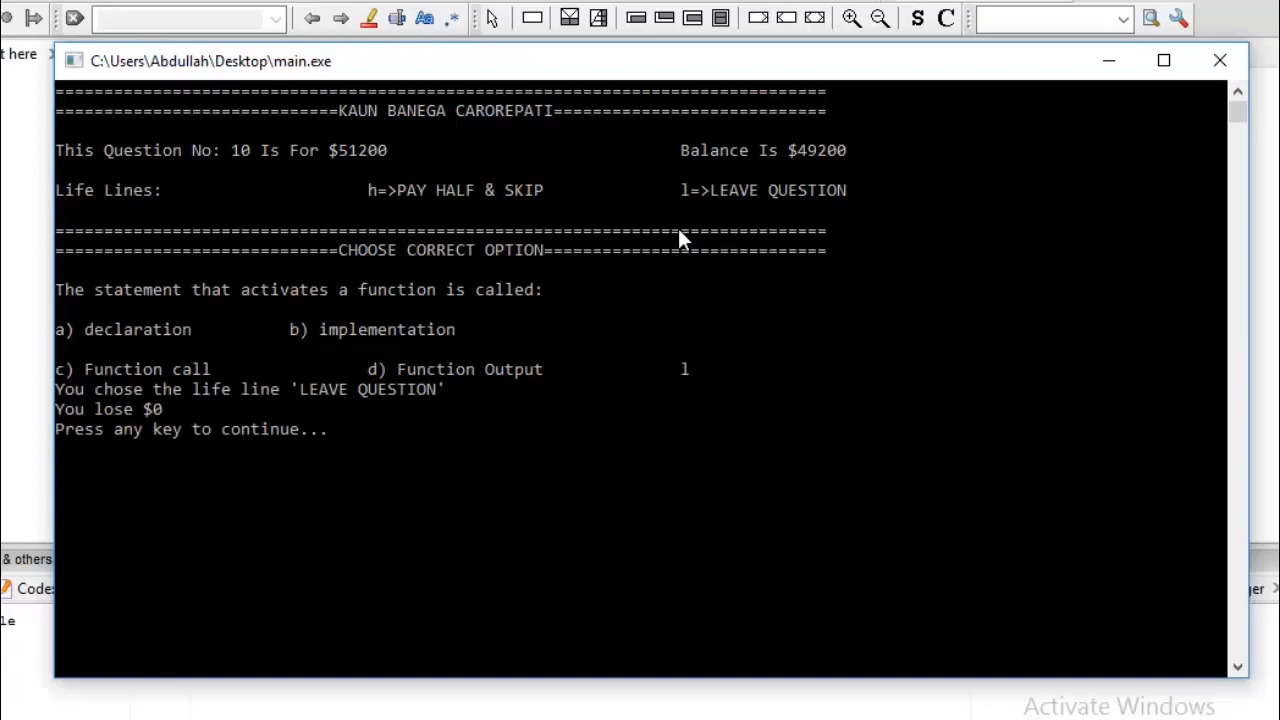 S C
t here
C:\Users\Abdullah\Desktop\main.exe
===============================================================================
=============================KAUN BANEGA CAROREPATI============================
This Question No: 10 Is For $51200 Balance Is $49200
Life Lines: h=>PAY HALF & SKIP l=>LEAVE QUESTION
===============================================================================
=============================CHOOSE CORRECT OPTION=============================
The statement that activates a function is called:
a) declaration b) implementation
c) Function call d) Function Output l
You chose the life line 'LEAVE QUESTION'
You lose $0
Press any key to continue...
& others
Code: ger
le
Activate Windows